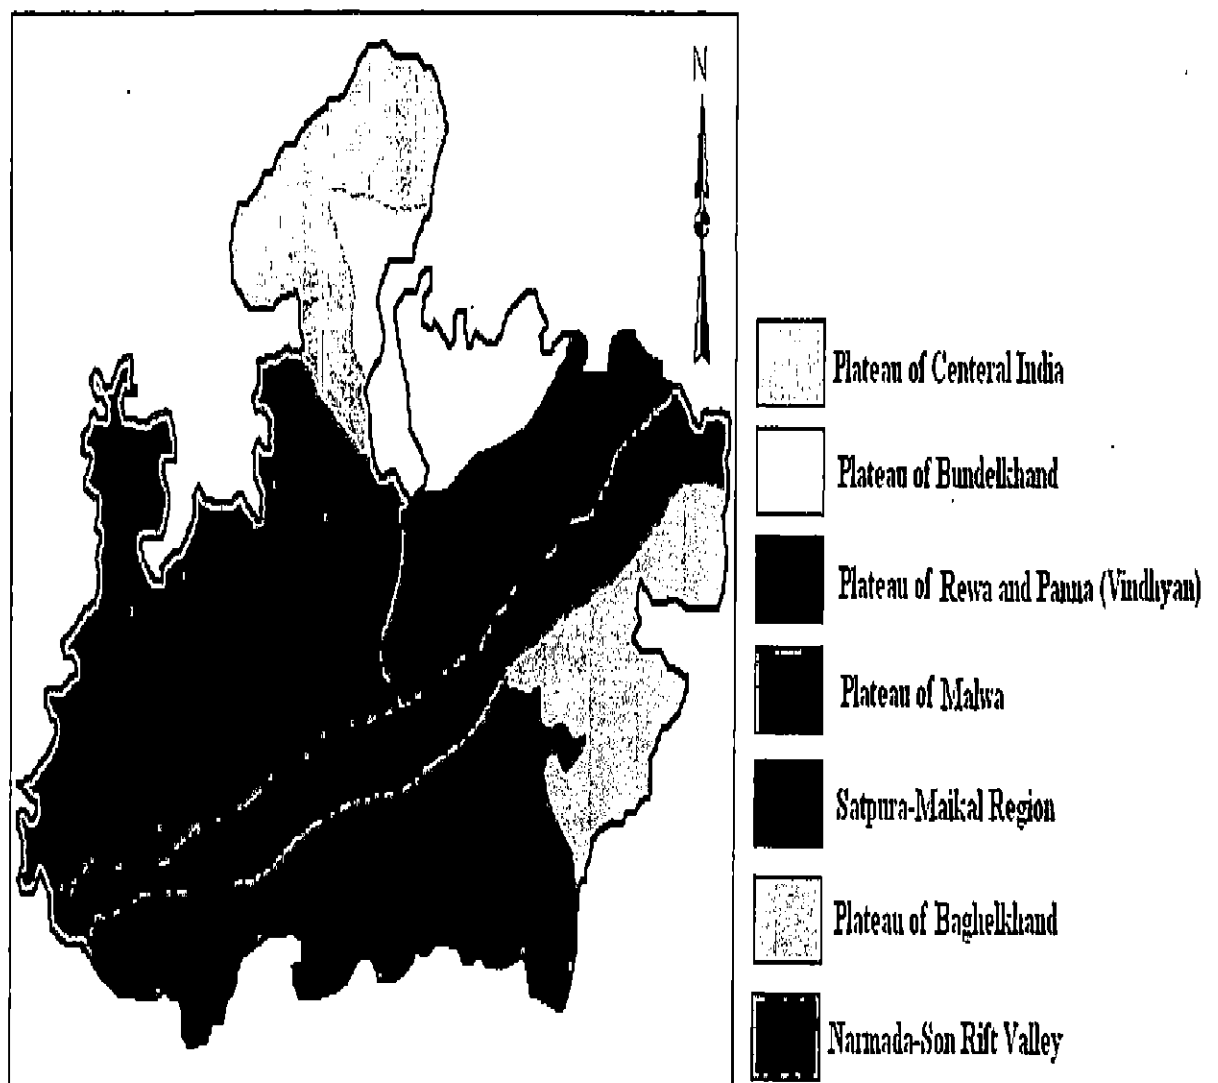 N
Plateau of Centeral India
Plateau of Bundelkhand
Plateau of Rewa and Panna (Vindhyan)
Plateau of Malwa
Satpura-Maikal Region
Plateau of Baghelkhand
Narmada-Son Rift Valley